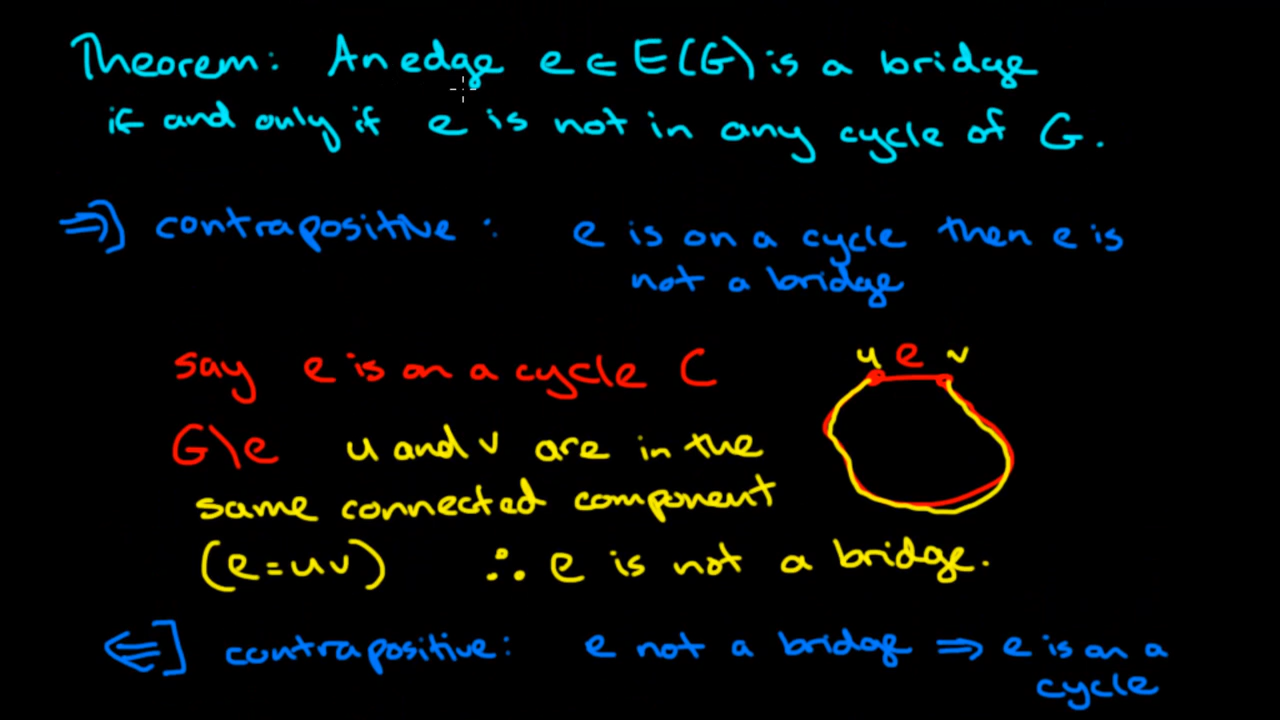 Theorem: An edge e ∈ E(G) is a bridge
if and only if e is not in any cycle of G.
⇒] contrapositive: e is on a cycle then e is
not a bridge
say e is on a cycle C
u e v
G\e u and v are in the
same connected component
(e=uv) ∴ e is not a bridge.
⇐] contrapositive: e not a bridge ⇒ e is on a
cycle